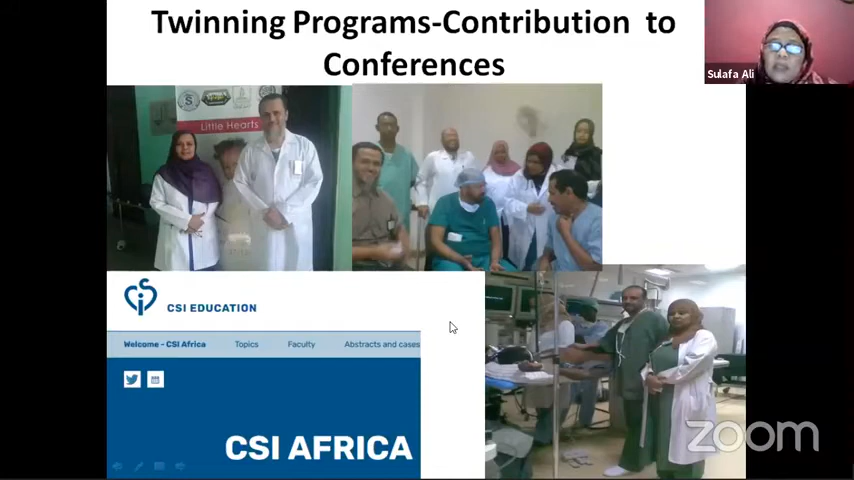 Twinning Programs-Contribution to
Conferences
Sulafa Ali
Little Hearts
CSI EDUCATION
Welcome - CSI Africa Topics Faculty Abstracts and cases
CSI AFRICA
zoom